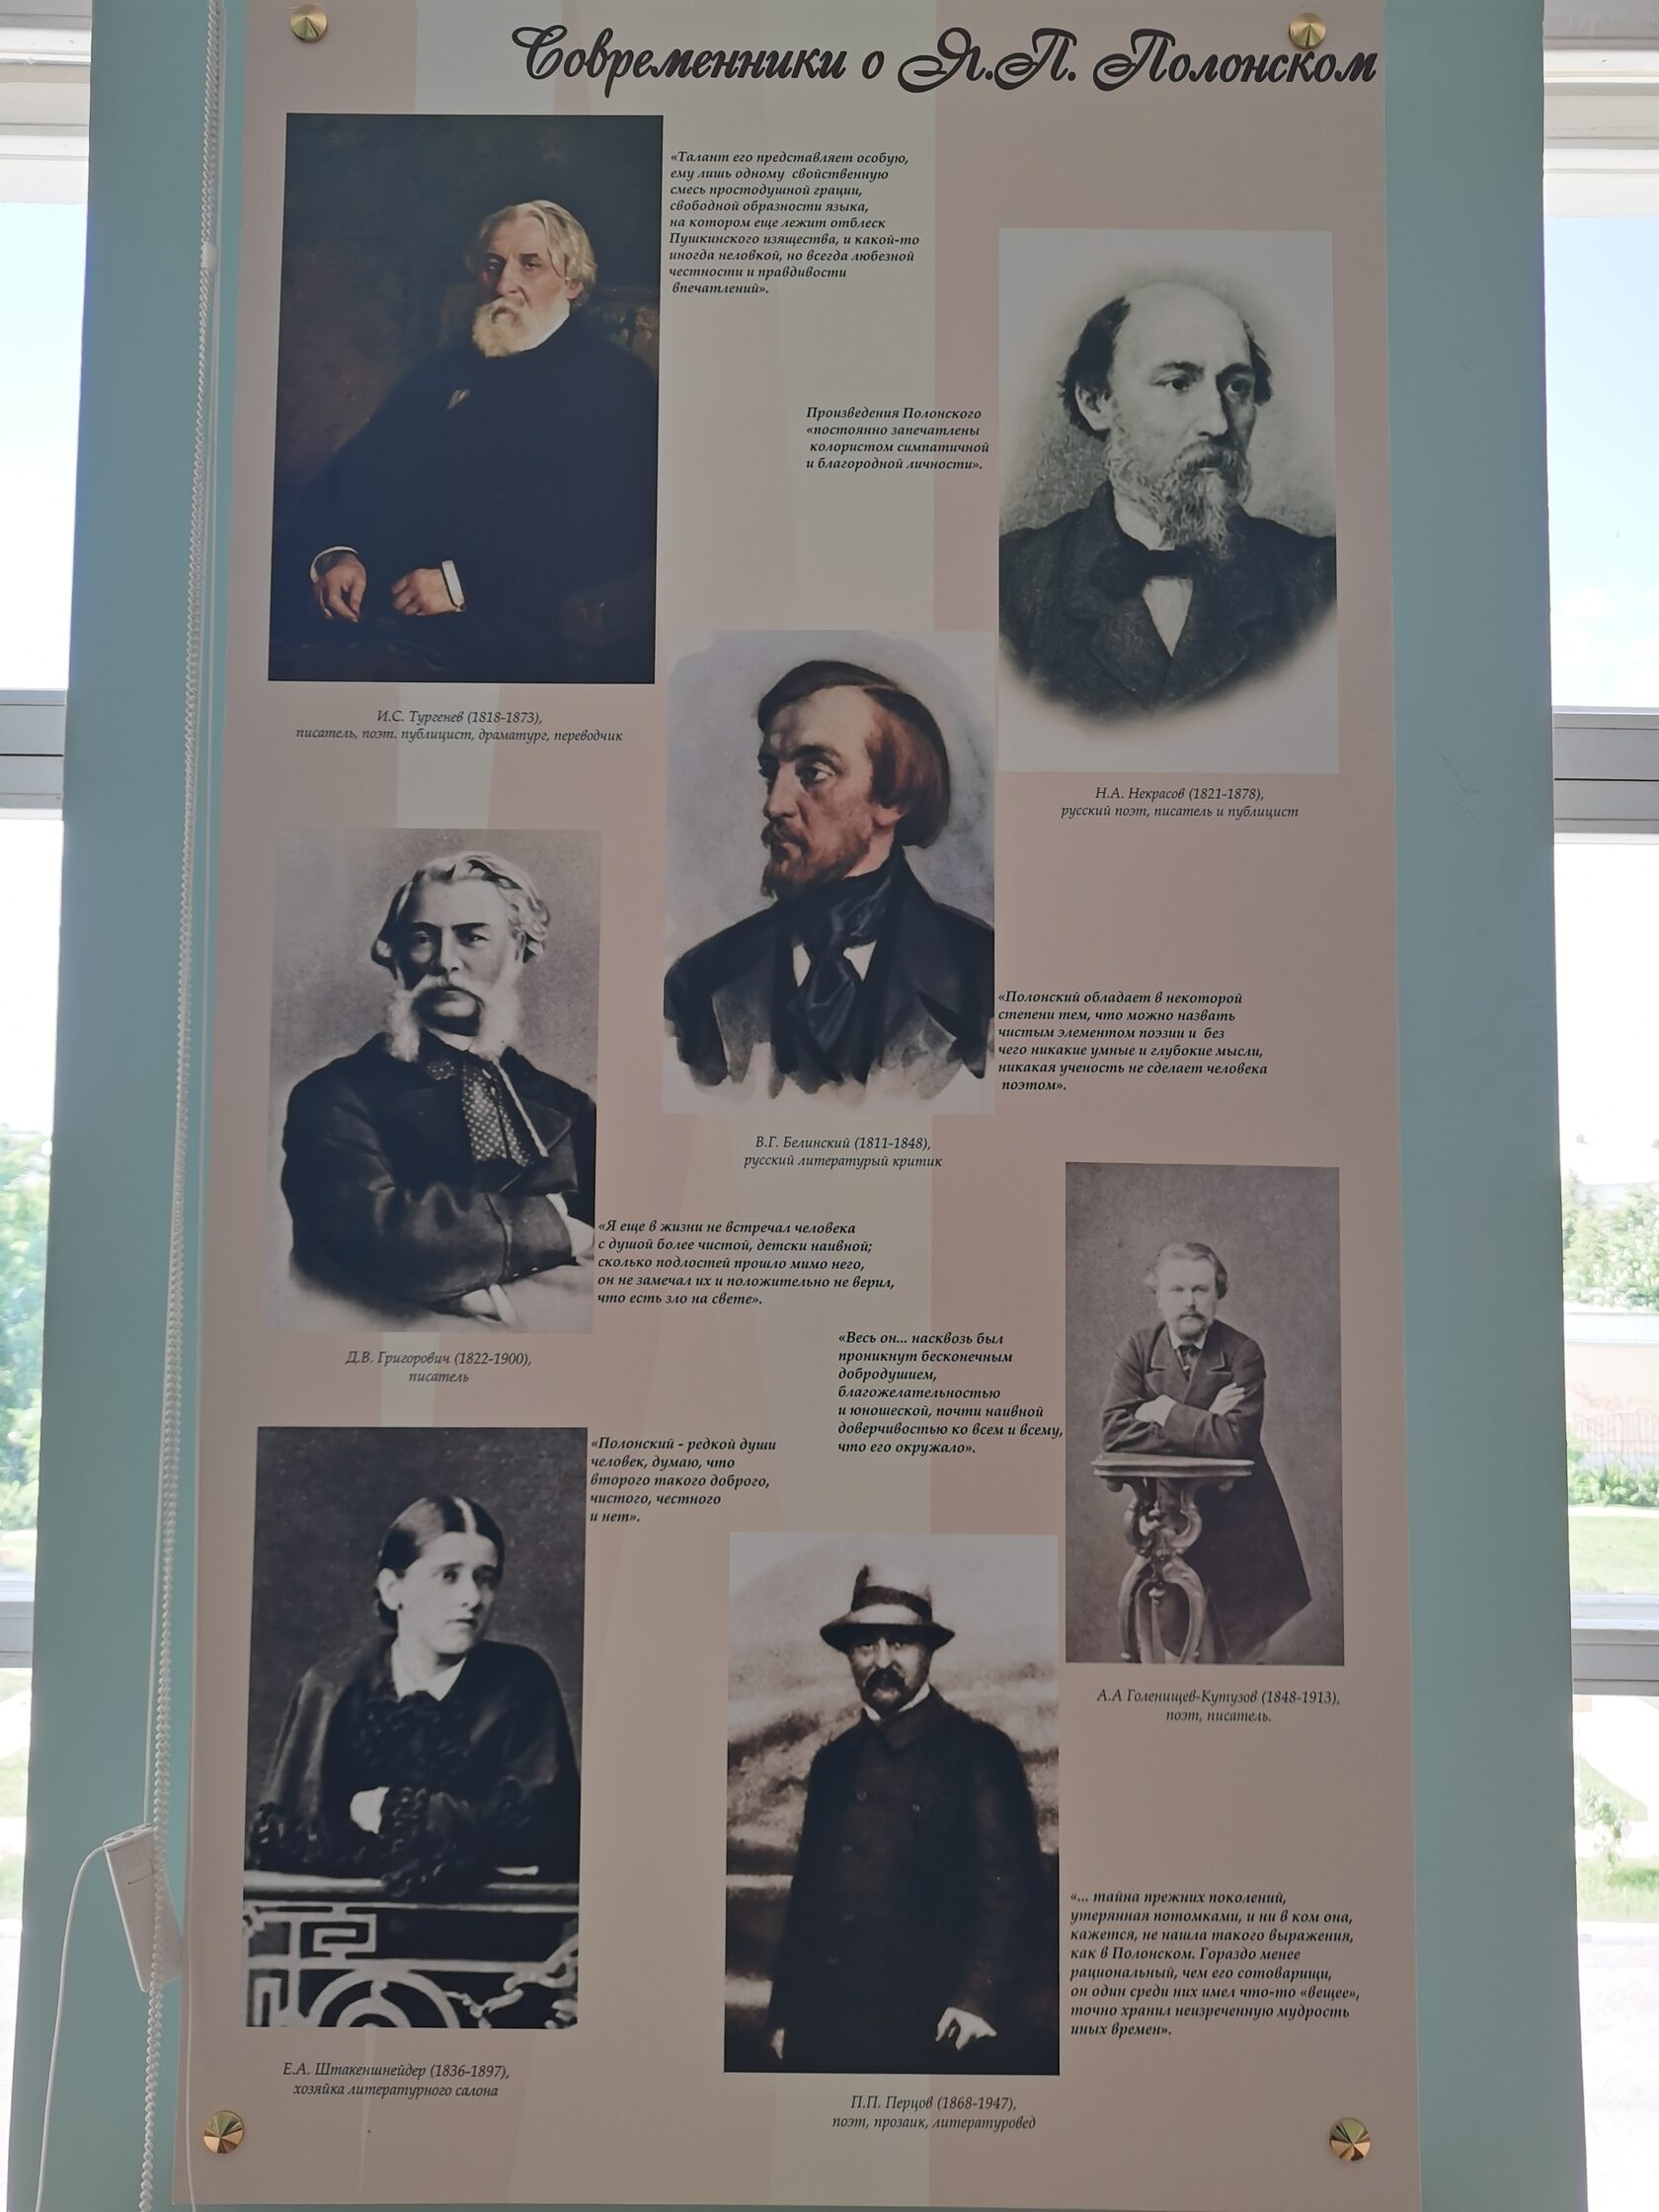 Современники о Я.П. Полонском
«Талант его представляет особую,
ему лишь одному свойственную
смесь простодушной грации,
свободной образности языка,
на котором еще лежит отблеск
Пушкинского изящества, и какой-то
иногда неловкой, но всегда любезной
честности и правдивости
впечатлений».
И.С. Тургенев (1818-1873),
писатель, поэт. публицист, драматург, переводчик
Произведения Полонского
«постоянно запечатлены
колористом симпатичной
и благородной личности».
Н.А. Некрасов (1821-1878),
русский поэт, писатель и публицист
«Полонский обладает в некоторой
степени тем, что можно назвать
чистым элементом поэзии и без
чего никакие умные и глубокие мысли,
никакая ученость не сделает человека
поэтом».
В.Г. Белинский (1811-1848),
русский литературый критик
«Я еще в жизни не встречал человека
с душой более чистой, детски наивной;
сколько подлостей прошло мимо него,
он не замечал их и положительно не верил,
что есть зло на свете».
Д.В. Григорович (1822-1900),
писатель
«Весь он... насквозь был
проникнут бесконечным
добродушием,
благожелательностью
и юношеской, почти наивной
доверчивостью ко всем и всему,
что его окружало».
А.А Голенищев-Кутузов (1848-1913),
поэт, писатель.
«Полонский - редкой души
человек, думаю, что
второго такого доброго,
чистого, честного
и нет».
Е.А. Штакеншнейдер (1836-1897),
хозяйка литературного салона
«... тайна прежних поколений,
утерянная потомками, и ни в ком она,
кажется, не нашла такого выражения,
как в Полонском. Гораздо менее
рациональный, чем его сотоварищи,
он один среди них имел что-то «вещее»,
точно хранил неизреченную мудрость
иных времен».
П.П. Перцов (1868-1947),
поэт, прозаик, литературовед